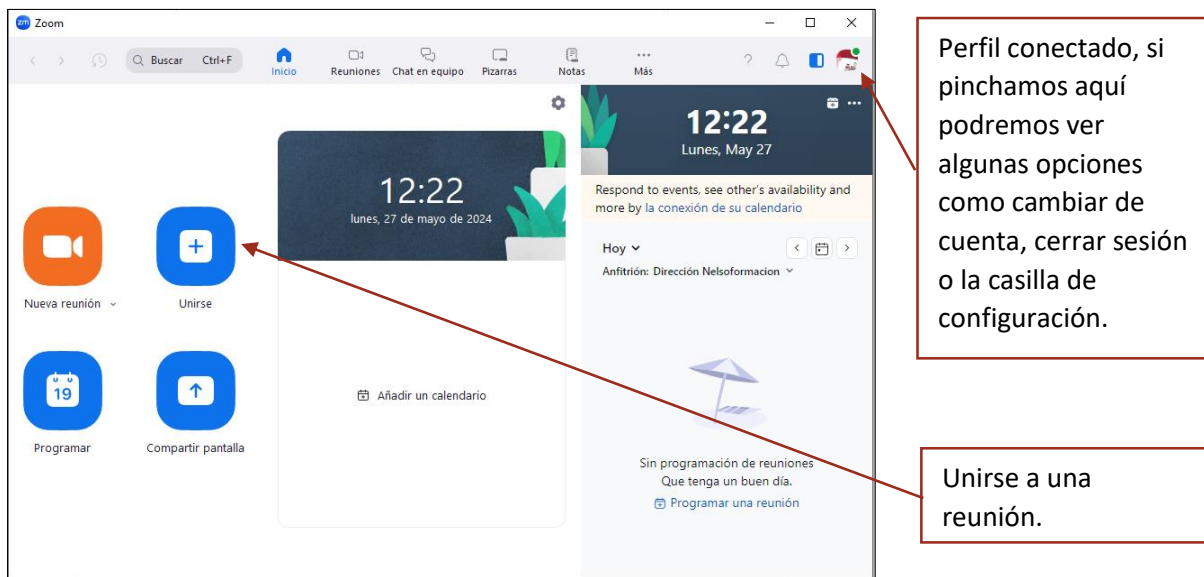 zm Zoom
Buscar Ctrl+F
Inicio
Reuniones
Chat en equipo
Pizarras
Notas
Más
Perfil conectado, si
pinchamos aquí
podremos ver
algunas opciones
como cambiar de
cuenta, cerrar sesión
o la casilla de
configuración.
12:22
lunes, 27 de mayo de 2024
12:22
Lunes, May 27
Respond to events, see other's availability and
more by la conexión de su calendario
Hoy
Anfitrión: Dirección Nelsoformacion
Nueva reunión
Unirse
19
Programar
Compartir pantalla
Añadir un calendario
Sin programación de reuniones
Que tenga un buen día.
Programar una reunión
Unirse a una
reunión.